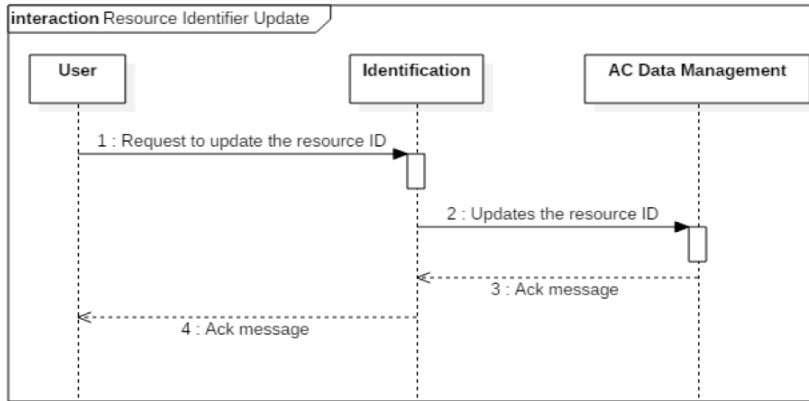 interaction Resource Identifier Update
User
Identification
AC Data Management
1 : Request to update the resource ID
2 : Updates the resource ID
3 : Ack message
4 : Ack message